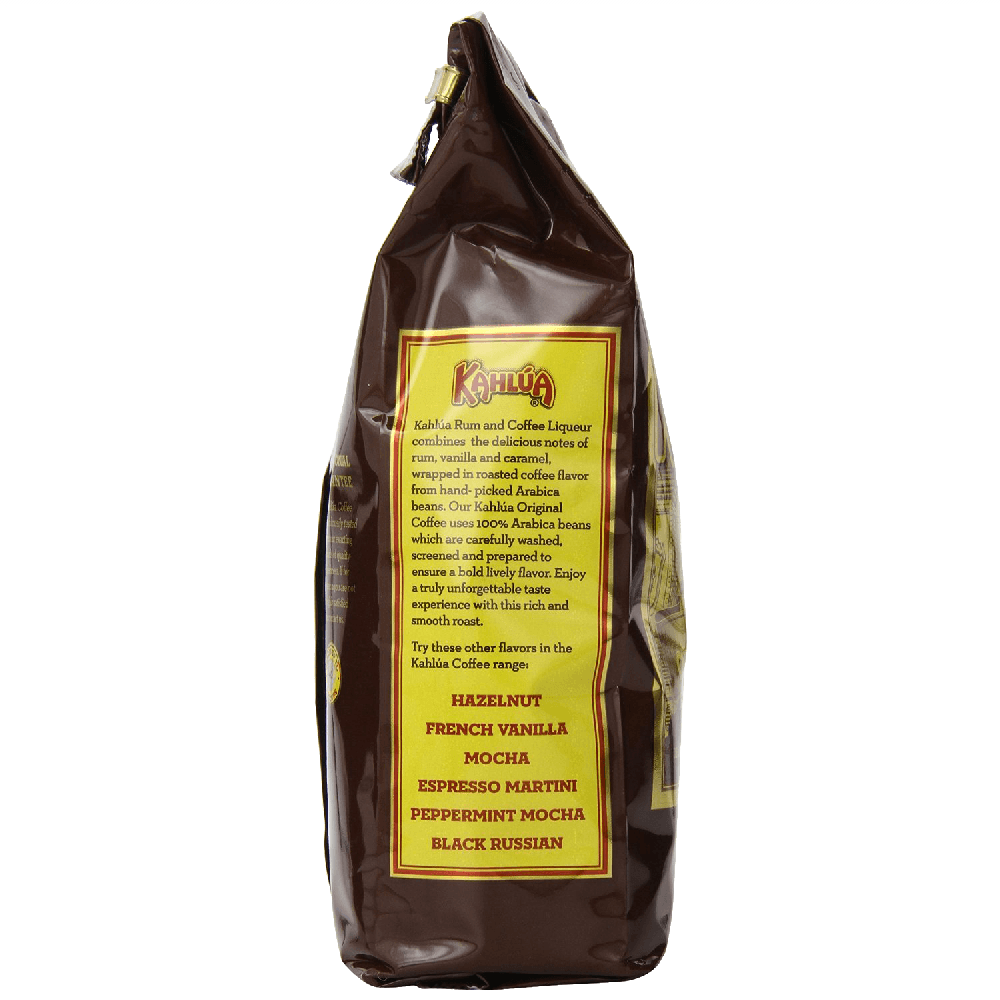 KAHLÚA
Kahlúa Rum and Coffee Liqueur
combines the delicious notes of
rum, vanilla and caramel,
wrapped in roasted coffee flavor
from hand- picked Arabica
beans. Our Kahlúa Original
Coffee uses 100% Arabica beans
which are carefully washed,
screened and prepared to
ensure a bold lively flavor. Enjoy
a truly unforgettable taste
experience with this rich and
smooth roast.
Try these other flavors in the
Kahlúa Coffee range:
HAZELNUT
FRENCH VANILLA
MOCHA
ESPRESSO MARTINI
PEPPERMINT MOCHA
BLACK RUSSIAN